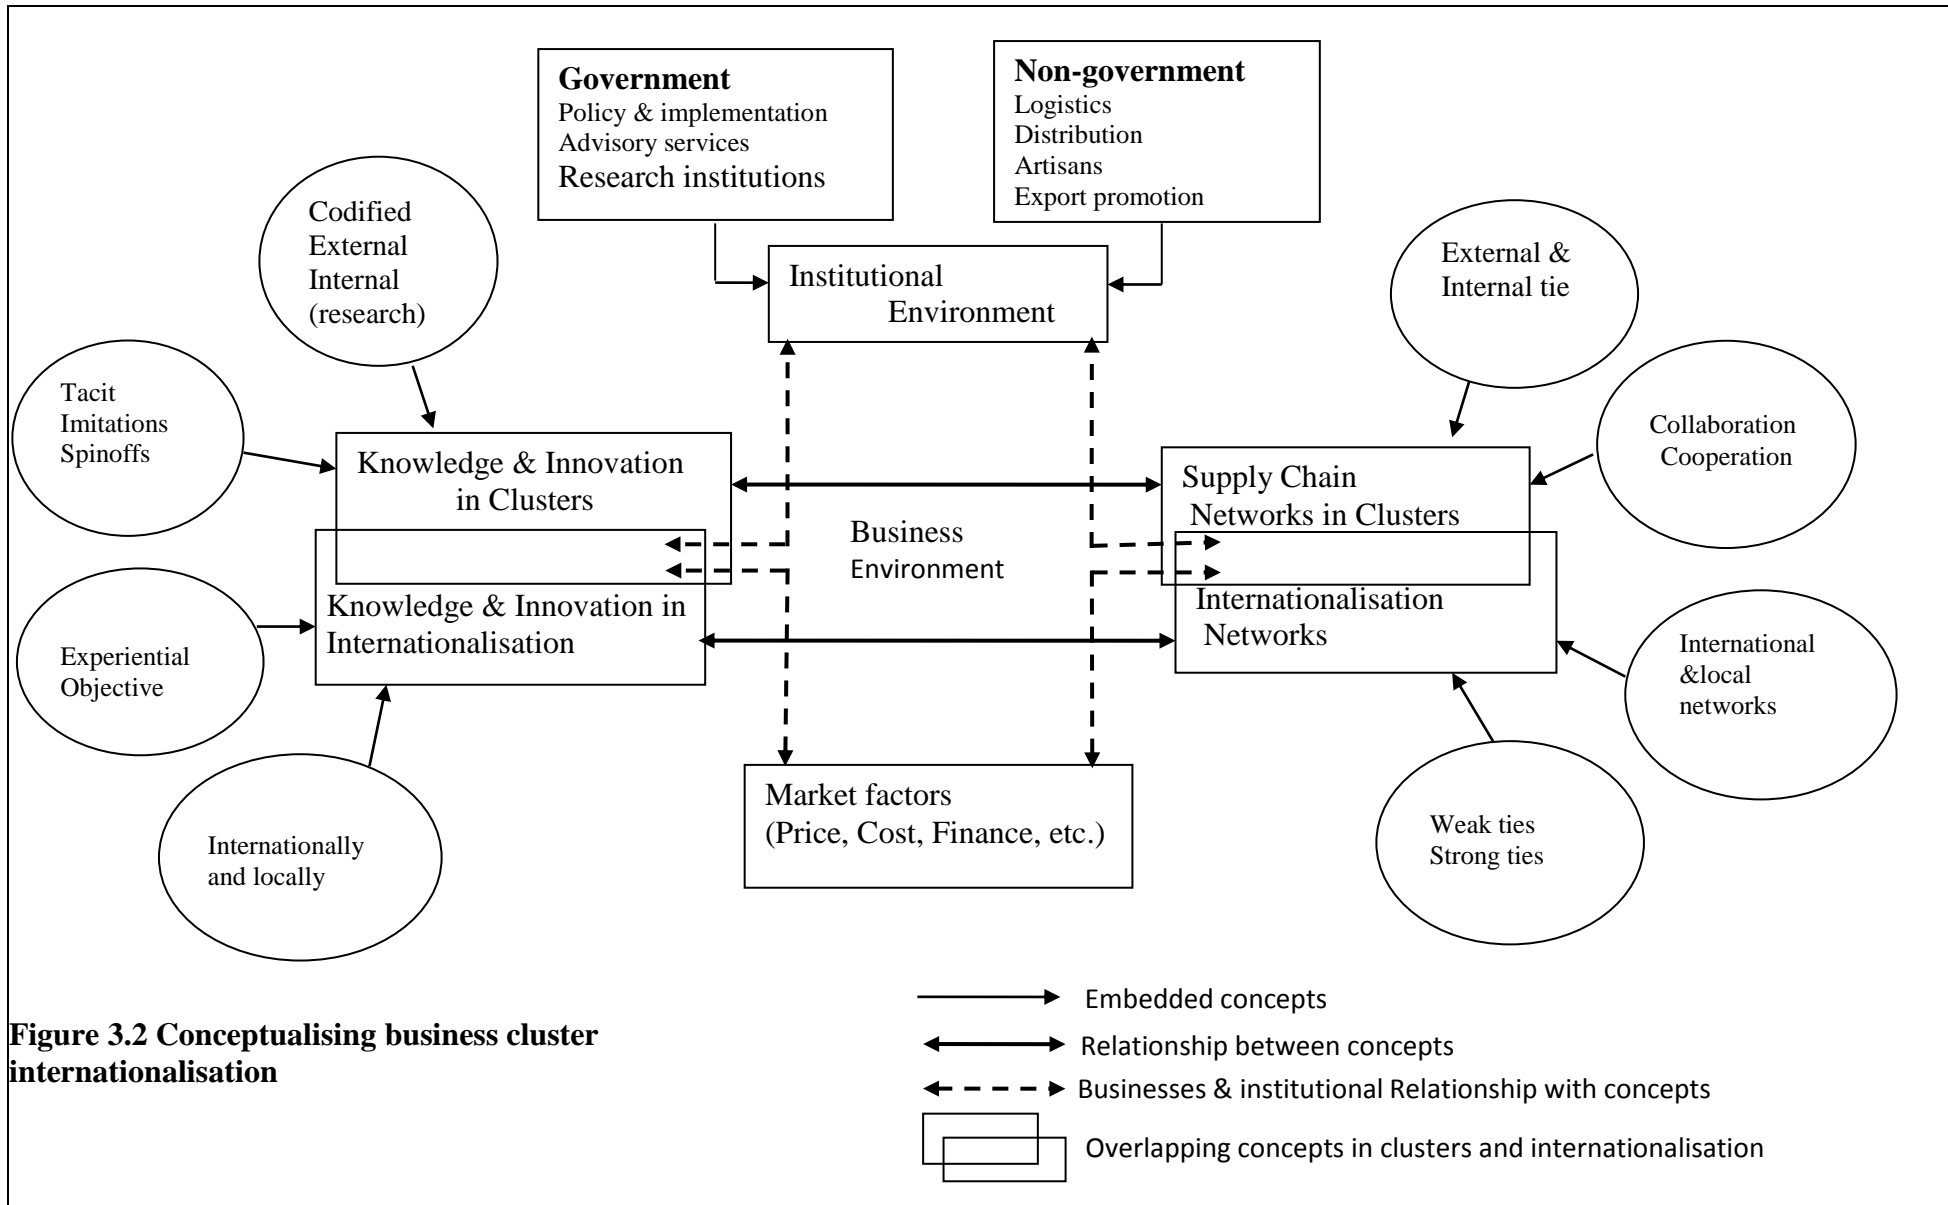 Government
Policy & implementation
Advisory services
Research institutions
Non-government
Logistics
Distribution
Artisans
Export promotion
Codified
External
Internal
(research)
Institutional
Environment
External &
Internal tie
Tacit
Imitations
Spinoffs
Knowledge & Innovation
in Clusters
Supply Chain
Networks in Clusters
Collaboration
Cooperation
Business
Environment
Knowledge & Innovation in
Internationalisation
Internationalisation
Networks
Experiential
Objective
International
&local
networks
Internationally
and locally
Market factors
(Price, Cost, Finance, etc.)
Weak ties
Strong ties
Figure 3.2 Conceptualising business cluster
internationalisation
Embedded concepts
Relationship between concepts
Businesses & institutional Relationship with concepts
Overlapping concepts in clusters and internationalisation